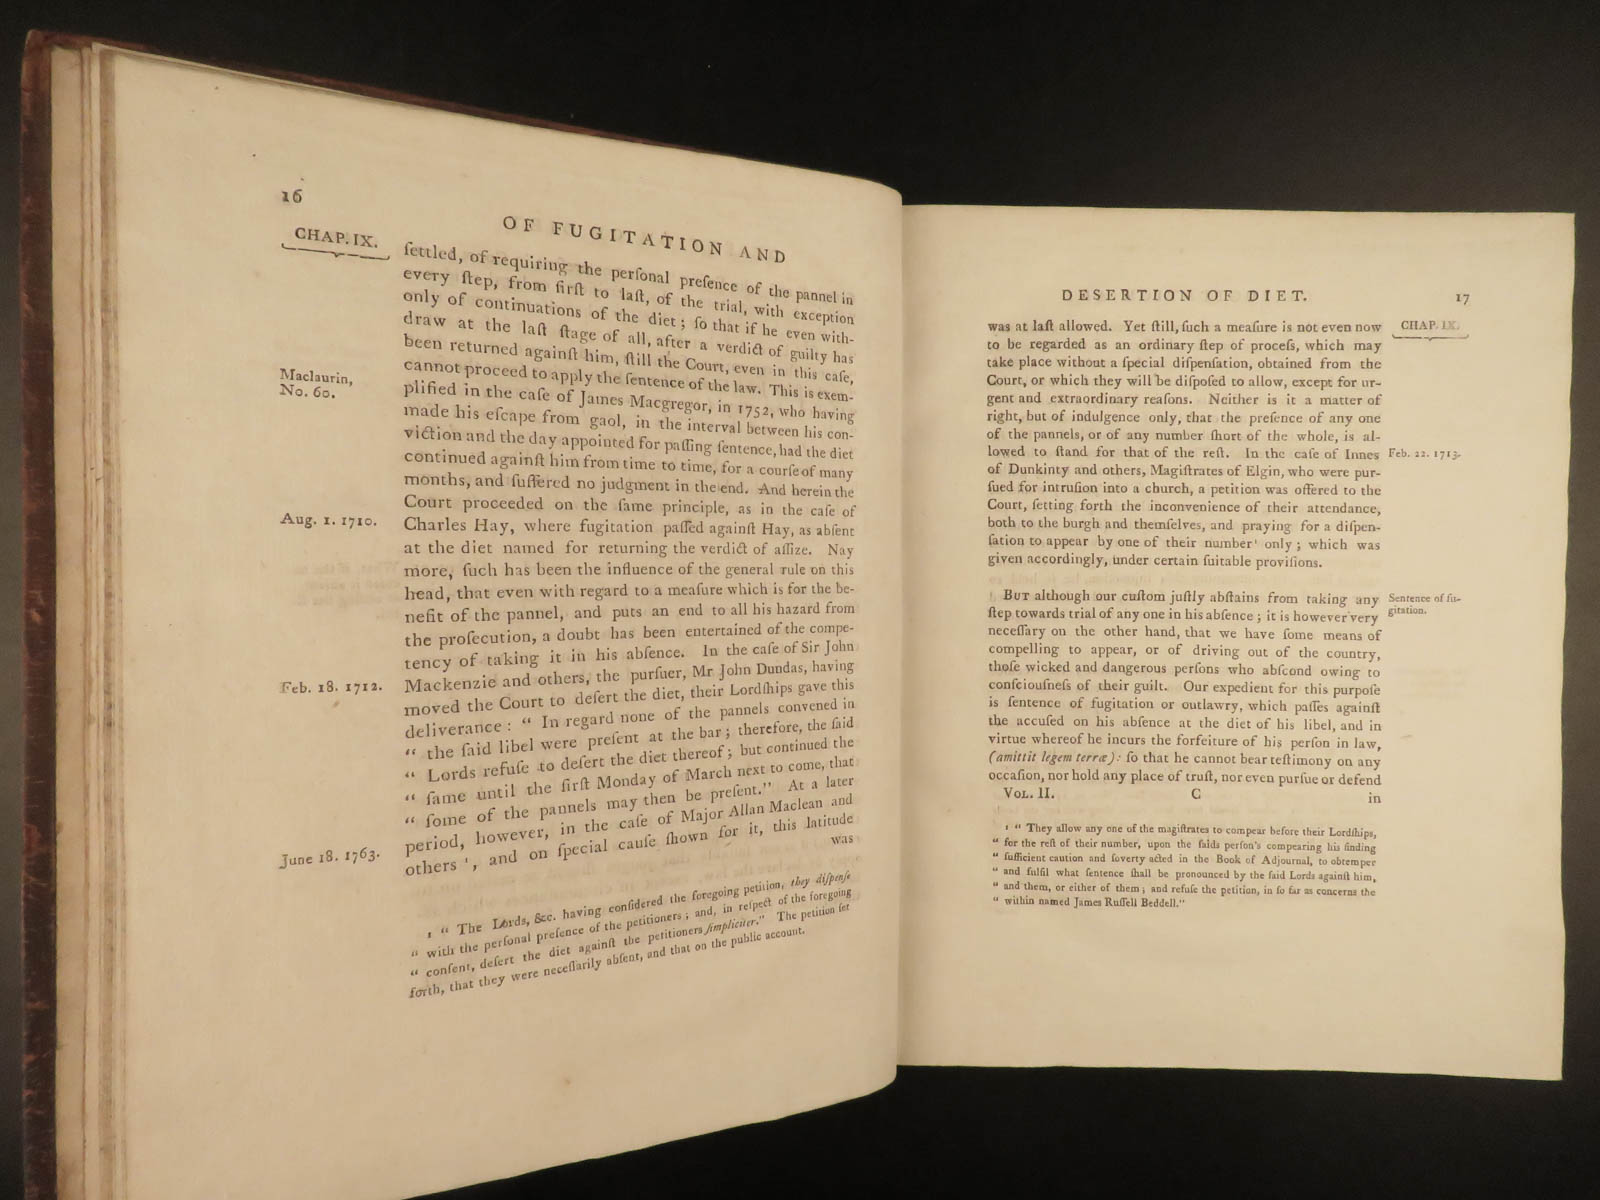 16
OF FUGITATION AND
CHAP. IX.
ſettled, of requiring the perſonal preſence of the pannel in
every ſtep, from firſt to laſt, of the trial, with exception
only of continuations of the diet; ſo that if he even with-
draw at the laſt ſtage of all, after a verdict of guilty has
been returned againſt him, ſtill the Court, even in this caſe,
cannot proceed to apply the ſentence of the law. This is exem-
Maclaurin,
No. 60.
plified in the caſe of James Macgregor, in 1752, who having
made his eſcape from gaol, in the interval between his con-
viction and the day appointed for paſſing ſentence, had the diet
continued againſt him from time to time, for a courſe of many
months, and ſuffered no judgment in the end. And herein the
Court proceeded on the ſame principle, as in the caſe of
Aug. 1. 1710.
Charles Hay, where fugitation paſſed againſt Hay, as abſent
at the diet named for returning the verdict of aſſize. Nay
more, ſuch has been the influence of the general rule on this
head, that even with regard to a meaſure which is for the be-
nefit of the pannel, and puts an end to all his hazard from
the proſecution, a doubt has been entertained of the compe-
tency of taking it in his abſence. In the caſe of Sir John
Feb. 18. 1712.
Mackenzie and others, the purſuer, Mr John Dundas, having
moved the Court to deſert the diet, their Lordſhips gave this
deliverance: “ In regard none of the pannels convened in
“ the ſaid libel were preſent at the bar; therefore, the ſaid
“ Lords refuſe to deſert the diet thereof; but continued the
“ ſame until the firſt Monday of March next to come, that
“ ſome of the pannels may then be preſent.” At a later
period, however, in the caſe of Major Allan Maclean and
June 18. 1763.
others ¹, and on ſpecial cauſe ſhown for it, this latitude
was
¹ “ The Lords, &c. having conſidered the foregoing petition, they diſpenſe
“ with the perſonal preſence of the petitioners; and, in reſpect of the foregoing
“ conſent, deſert the diet againſt the petitioners ſimpliciter.” The petition ſet
forth, that they were neceſſarily abſent, and that on the public account.
DESERTION OF DIET.
17
CHAP. IX.
was at laſt allowed. Yet ſtill, ſuch a meaſure is not even now
to be regarded as an ordinary ſtep of proceſs, which may
take place without a ſpecial diſpenſation, obtained from the
Court, or which they will be diſpoſed to allow, except for ur-
gent and extraordinary reaſons. Neither is it a matter of
right, but of indulgence only, that the preſence of any one
of the pannels, or of any number ſhort of the whole, is al-
lowed to ſtand for that of the reſt. In the caſe of Innes
Feb. 22. 1713.
of Dunkinty and others, Magiſtrates of Elgin, who were pur-
ſued for intruſion into a church, a petition was offered to the
Court, ſetting forth the inconvenience of their attendance,
both to the burgh and themſelves, and praying for a diſpen-
ſation to appear by one of their number ¹ only; which was
given accordingly, under certain ſuitable proviſions.
BUT although our cuſtom juſtly abſtains from taking any
Sentence of fu-
gitation.
ſtep towards trial of any one in his abſence; it is however very
neceſſary on the other hand, that we have ſome means of
compelling to appear, or of driving out of the country,
thoſe wicked and dangerous perſons who abſcond owing to
conſciouſneſs of their guilt. Our expedient for this purpoſe
is ſentence of fugitation or outlawry, which paſſes againſt
the accuſed on his abſence at the diet of his libel, and in
virtue whereof he incurs the forfeiture of his perſon in law,
(amittit legem terræ): ſo that he cannot bear teſtimony on any
occaſion, nor hold any place of truſt, nor even purſue or defend
VOL. II. C in
¹ “ They allow any one of the magiſtrates to compear before their Lordſhips,
“ for the reſt of their number, upon the ſaids perſon's compearing his finding
“ ſufficient caution and ſoverty acted in the Book of Adjournal, to obtemper
“ and fulfil what ſentence ſhall be pronounced by the ſaid Lords againſt him,
“ and them, or either of them; and refuſe the petition, in ſo far as concerns the
“ within named James Ruſſell Beddell.”